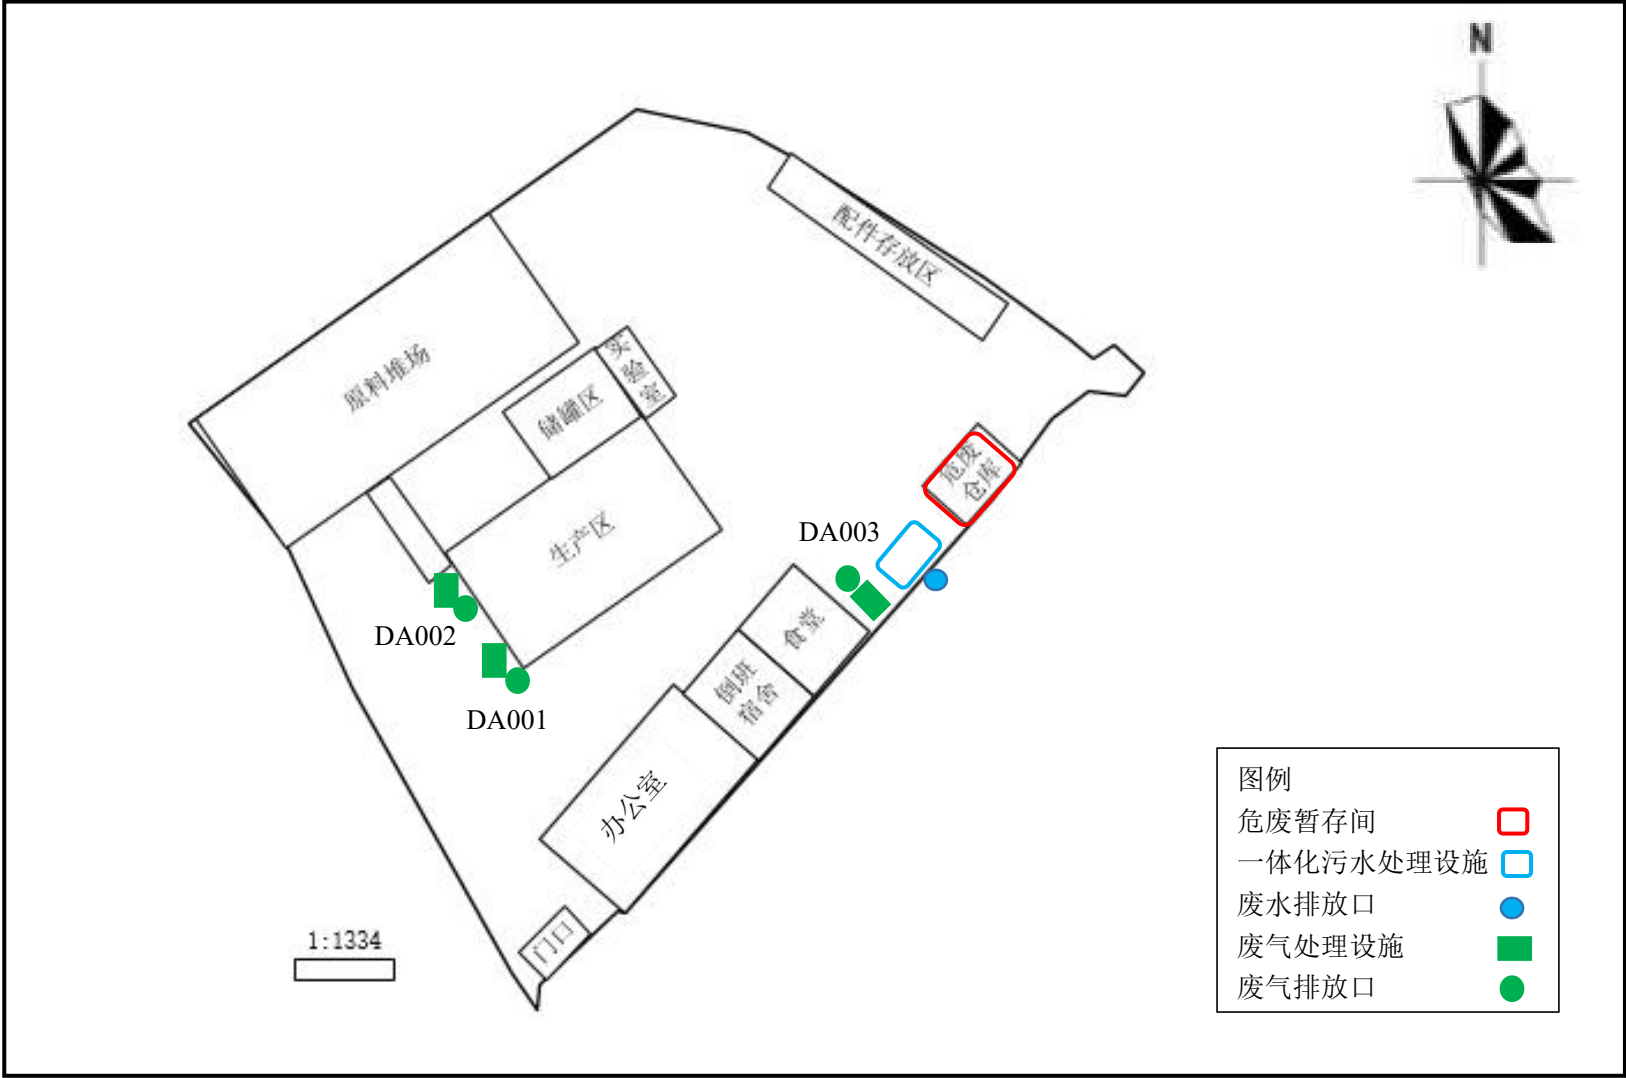 N
配件存放区
原料堆场
实验室
储罐区
危废
仓库
生产区
DA003
食堂
DA002
倒班
宿舍
DA001
办公室
门口
1:1334
图例
危废暂存间
一体化污水处理设施
废水排放口
废气处理设施
废气排放口